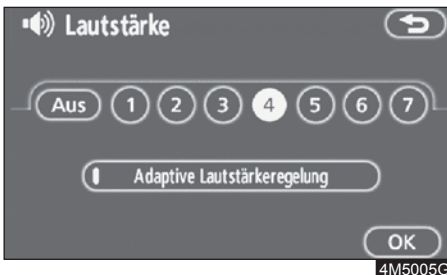 Lautstärke
Aus 1 2 3 4 5 6 7
Adaptive Lautstärkeregelung
OK
4M5005G